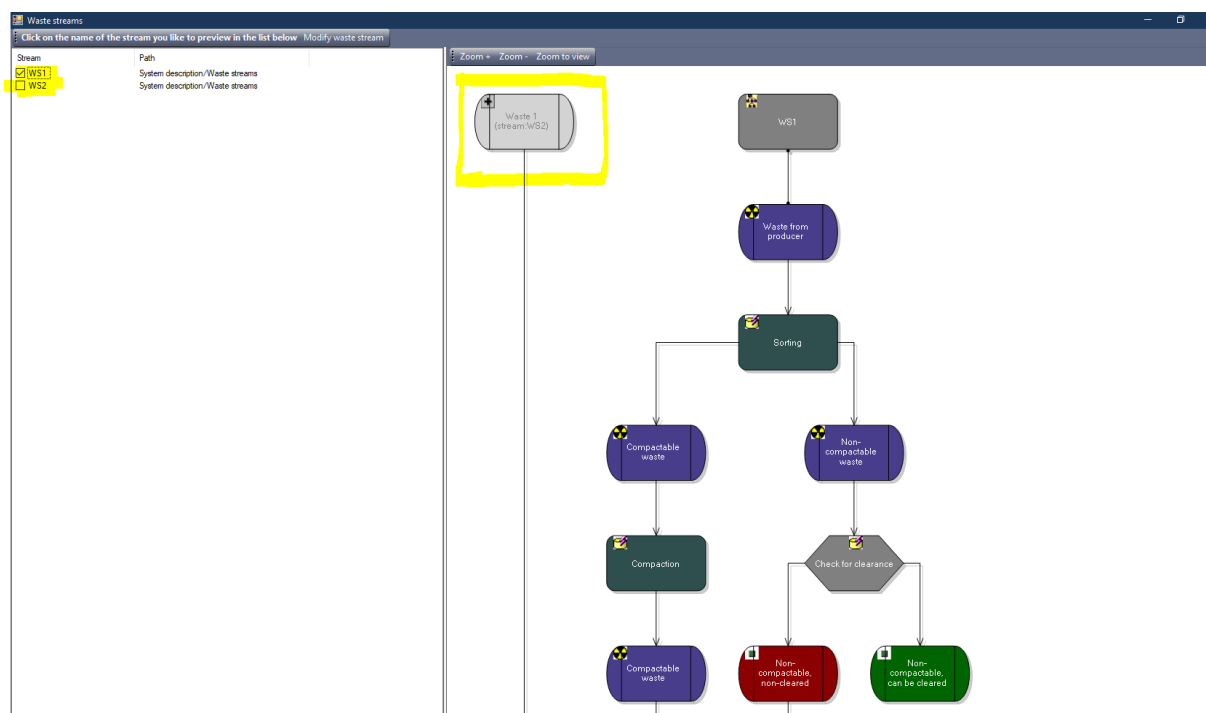 Waste streams
Click on the name of the stream you like to preview in the list below Modify waste stream
Stream Path
WS1 System description/Waste streams
WS2 System description/Waste streams
Zoom + Zoom - Zoom to view
Waste 1
(stream:WS2)
WS1
Waste from
producer
Sorting
Compactable
waste
Non-
compactable
waste
Compaction
Check for clearance
Compactable
waste
Non-
compactable,
non-cleared
Non-
compactable,
can be cleared